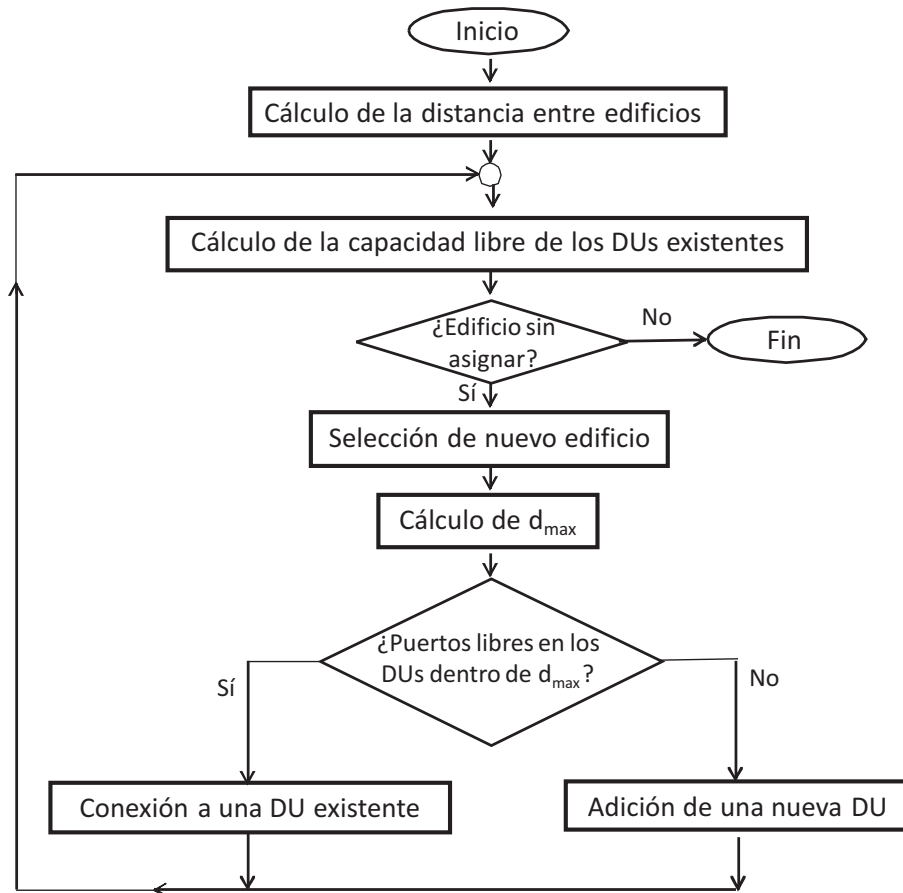 Inicio
Cálculo de la distancia entre edificios
Cálculo de la capacidad libre de los DUs existentes
¿Edificio sin
asignar?
No
Fin
Sí
Selección de nuevo edificio
Cálculo de dmax
¿Puertos libres en los
DUs dentro de dmax?
Sí
No
Conexión a una DU existente
Adición de una nueva DU